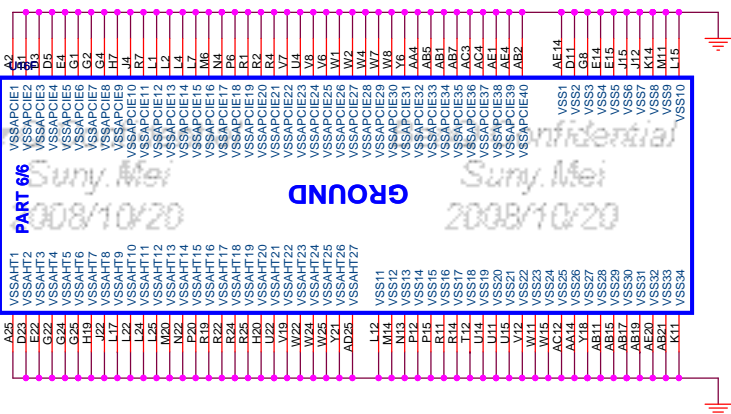 A2 B1 D3 D5 E4 G1 G2 G4 H7 J4 R7 L1 L2 L4 L7 M6 N4 P6 R1 R2 R4 V7 U4 V8 V6 W1 W2 W4 W7 W8 Y6 AA4 AB5 AB1 AB7 AC3 AC4 AE1 AE4 AB2 AE14 D11 G8 E14 E15 J15 J12 K14 M11 L15
VSSAPCIE1 VSSAPCIE2 VSSAPCIE3 VSSAPCIE4 VSSAPCIE5 VSSAPCIE6 VSSAPCIE7 VSSAPCIE8 VSSAPCIE9 VSSAPCIE10 VSSAPCIE11 VSSAPCIE12 VSSAPCIE13 VSSAPCIE14 VSSAPCIE15 VSSAPCIE16 VSSAPCIE17 VSSAPCIE18 VSSAPCIE19 VSSAPCIE20 VSSAPCIE21 VSSAPCIE22 VSSAPCIE23 VSSAPCIE24 VSSAPCIE25 VSSAPCIE26 VSSAPCIE27 VSSAPCIE28 VSSAPCIE29 VSSAPCIE30 VSSAPCIE31 VSSAPCIE32 VSSAPCIE33 VSSAPCIE34 VSSAPCIE35 VSSAPCIE36 VSSAPCIE37 VSSAPCIE38 VSSAPCIE39 VSSAPCIE40 VSS1 VSS2 VSS3 VSS4 VSS5 VSS6 VSS7 VSS8 VSS9 VSS10
PART 6/6
GROUND
Suny.Mei Suny.Mei
2008/10/20 2008/10/20
VSSAHT1 VSSAHT2 VSSAHT3 VSSAHT4 VSSAHT5 VSSAHT6 VSSAHT7 VSSAHT8 VSSAHT9 VSSAHT10 VSSAHT11 VSSAHT12 VSSAHT13 VSSAHT14 VSSAHT15 VSSAHT16 VSSAHT17 VSSAHT18 VSSAHT19 VSSAHT20 VSSAHT21 VSSAHT22 VSSAHT23 VSSAHT24 VSSAHT25 VSSAHT26 VSSAHT27 VSS11 VSS12 VSS13 VSS14 VSS15 VSS16 VSS17 VSS18 VSS19 VSS20 VSS21 VSS22 VSS23 VSS24 VSS25 VSS26 VSS27 VSS28 VSS29 VSS30 VSS31 VSS32 VSS33 VSS34
A25 D23 E22 G22 G24 G25 H19 J22 L17 L22 L24 L25 M20 N22 P20 R19 R22 R24 R25 H20 U22 V19 W22 W24 W25 Y21 AD25 L12 M14 N13 P12 P15 R11 R14 T12 U14 U11 U15 V12 W11 W15 AC12 AA14 Y18 AB11 AB15 AB17 AB19 AE20 AB21 K11